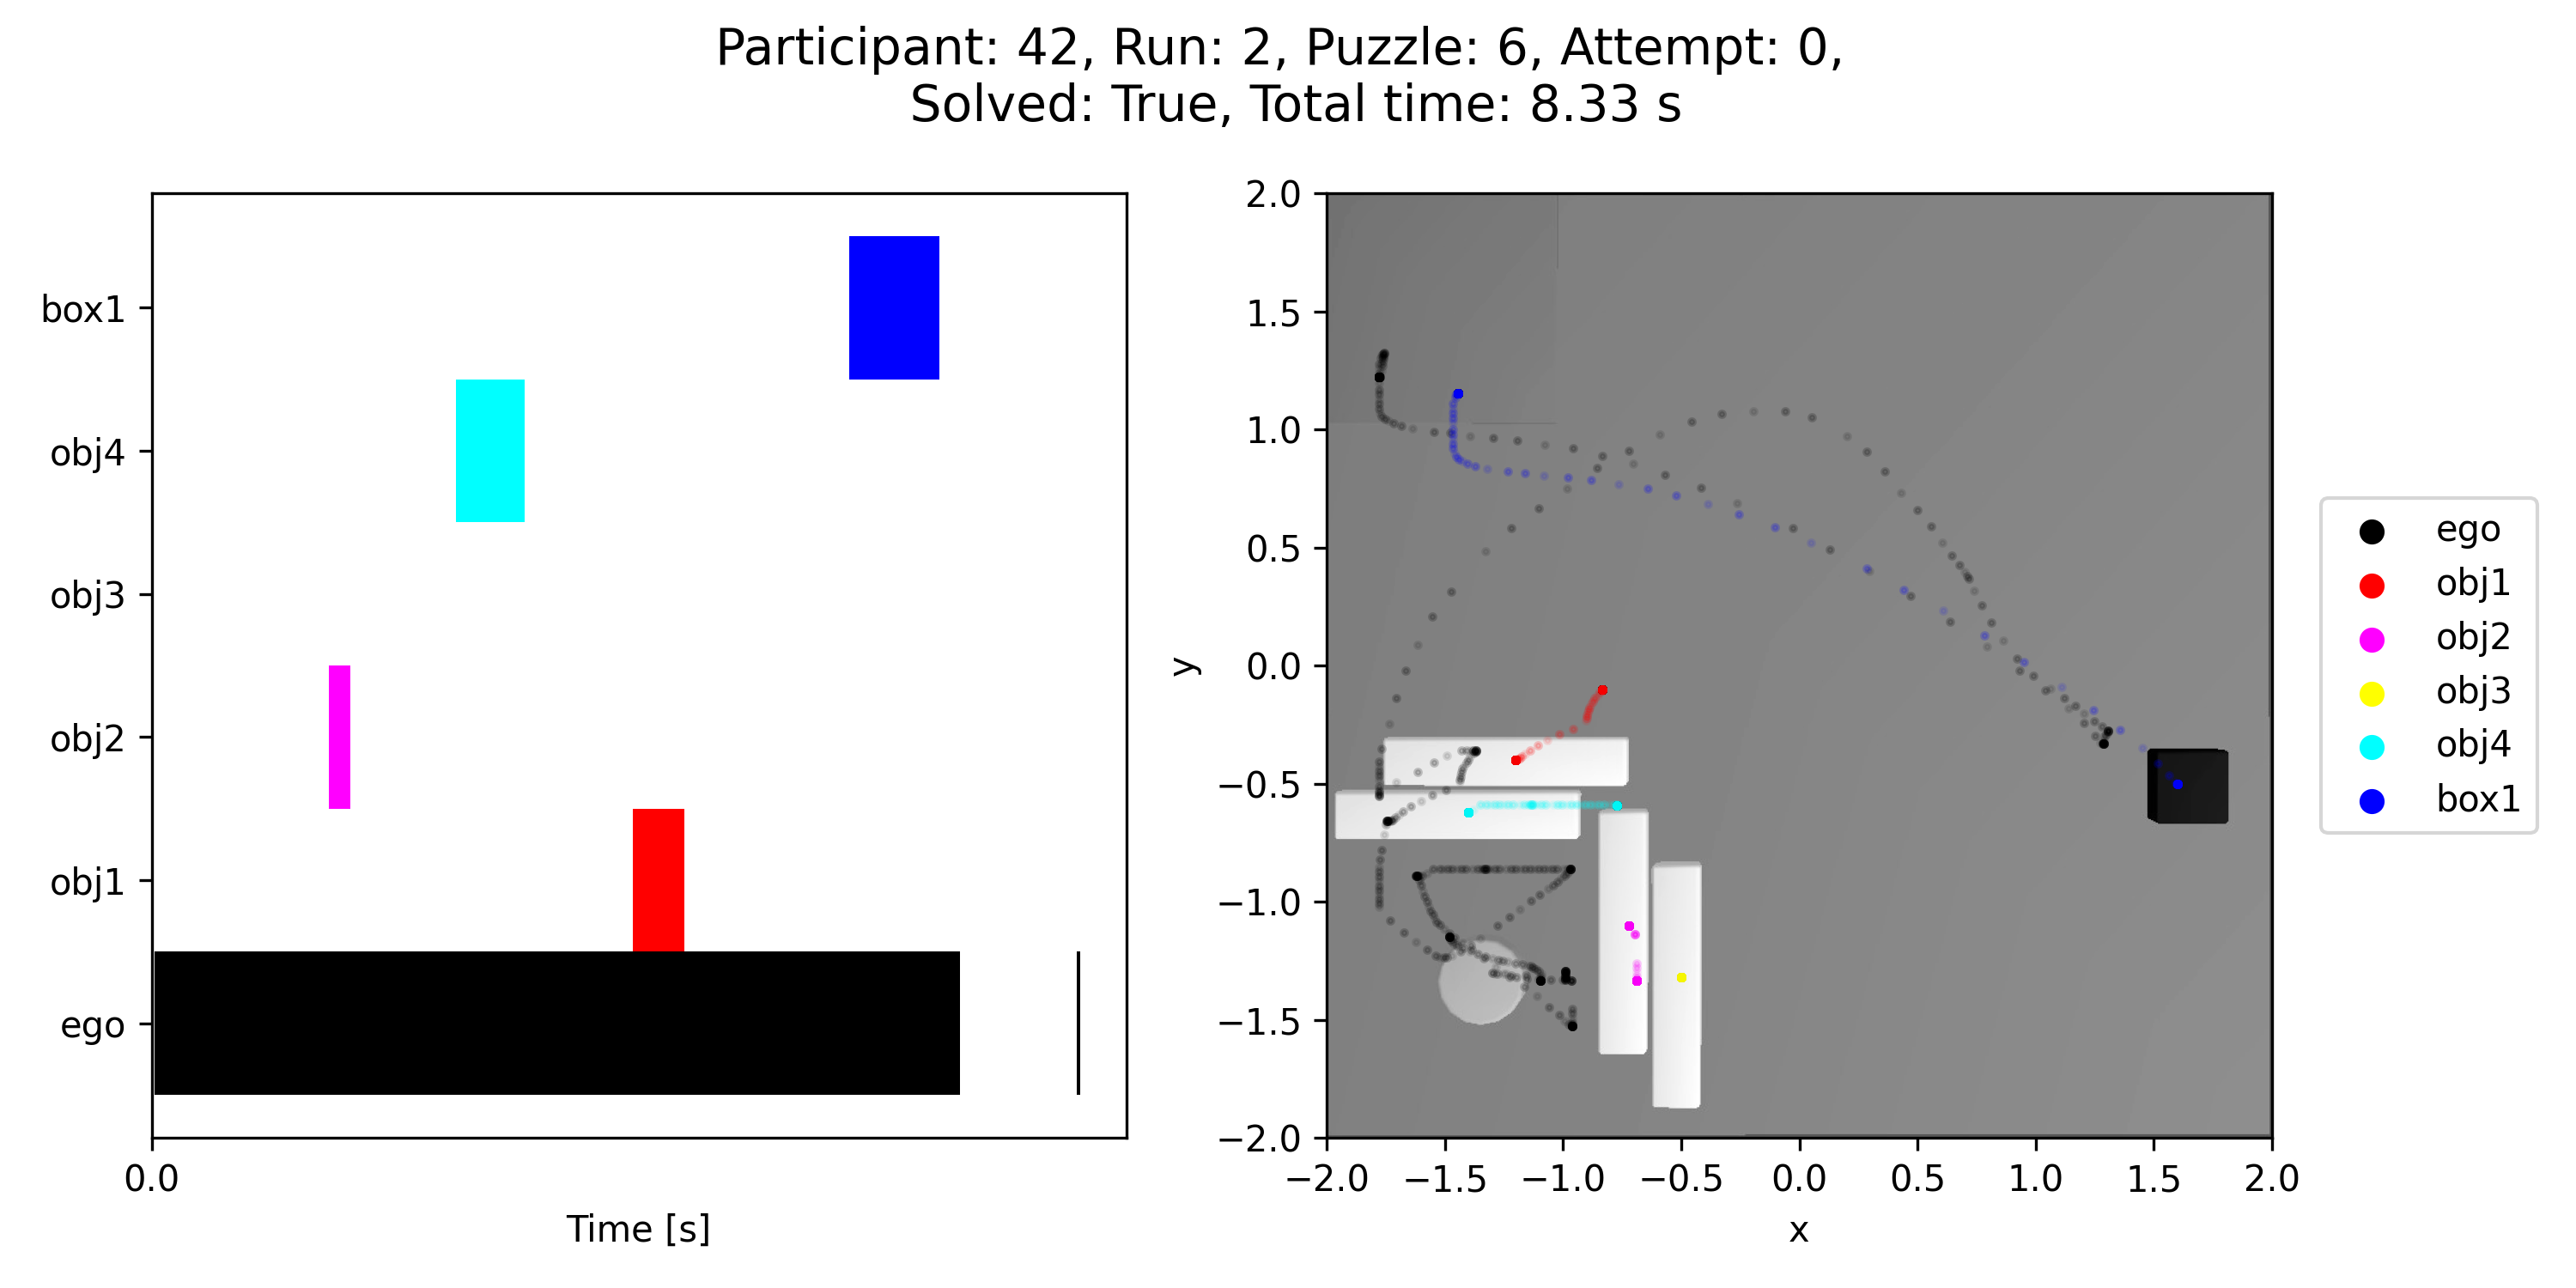 Participant: 42, Run: 2, Puzzle: 6, Attempt: 0,
Solved: True, Total time: 8.33 s
box1
obj4
obj3
obj2
obj1
ego
0.0
Time [s]
2.0
1.5
1.0
0.5
0.0
−0.5
−1.0
−1.5
−2.0
y
−2.0 −1.5 −1.0 −0.5 0.0 0.5 1.0 1.5 2.0
x
ego
obj1
obj2
obj3
obj4
box1